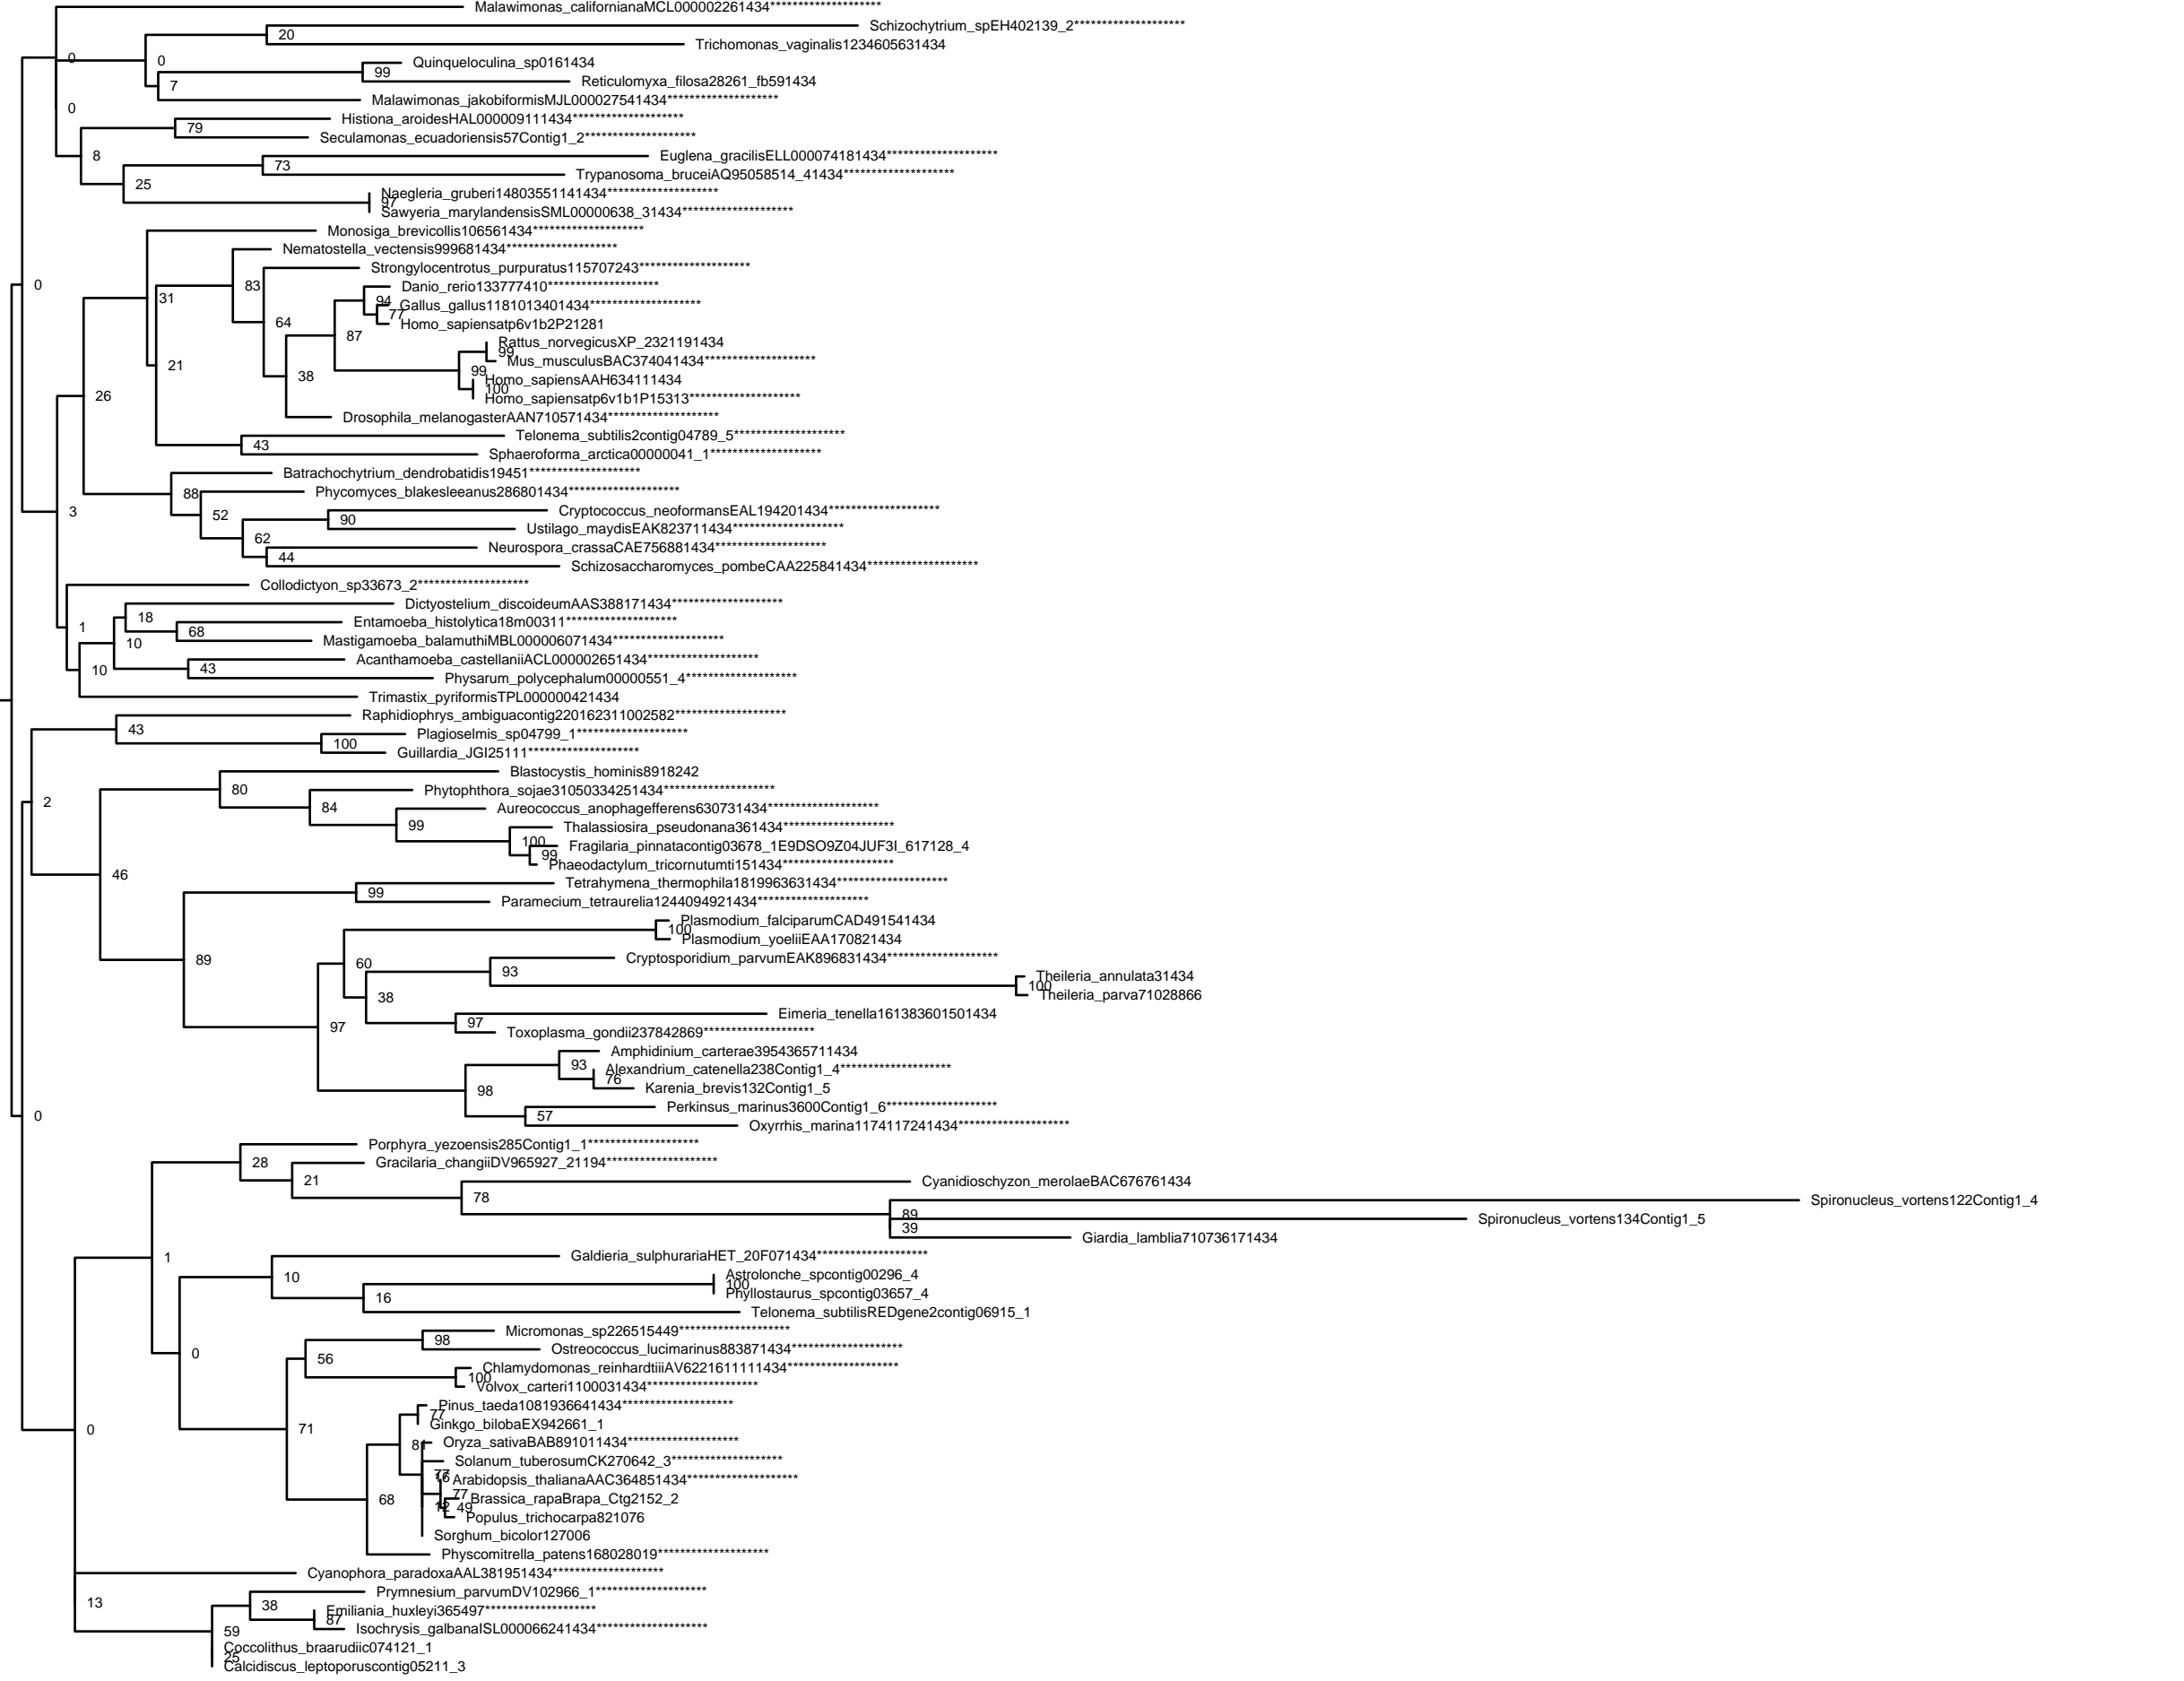 Malawimonas_californianaMCL000002261434********************
Schizochytrium_spEH402139_2********************
20
Trichomonas_vaginalis1234605631434
0
0
Quinqueloculina_sp0161434
99
Reticulomyxa_filosa28261_fb591434
7
Malawimonas_jakobiformisMJL000027541434********************
0
Histiona_aroidesHAL000009111434********************
79
Seculamonas_ecuadoriensis57Contig1_2********************
8
Euglena_gracilisELL000074181434********************
73
Trypanosoma_bruceiAQ95058514_41434********************
25
Naegleria_gruberi14803551141434********************
97
Sawyeria_marylandensisSML00000638_31434********************
Monosiga_brevicollis106561434********************
Nematostella_vectensis999681434********************
Strongylocentrotus_purpuratus115707243********************
0
83
Danio_rerio133777410********************
31
94
Gallus_gallus1181013401434********************
77
64
Homo_sapiensatp6v1b2P21281
87
Rattus_norvegicusXP_2321191434
99
Mus_musculusBAC374041434********************
21
99
38
Homo_sapiensAAH634111434
100
26
Homo_sapiensatp6v1b1P15313********************
Drosophila_melanogasterAAN710571434********************
Telonema_subtilis2contig04789_5********************
43
Sphaeroforma_arctica00000041_1********************
Batrachochytrium_dendrobatidis19451********************
88
Phycomyces_blakesleeanus286801434********************
3
52
Cryptococcus_neoformansEAL194201434********************
90
Ustilago_maydisEAK823711434********************
62
Neurospora_crassaCAE756881434********************
44
Schizosaccharomyces_pombeCAA225841434********************
Collodictyon_sp33673_2********************
Dictyostelium_discoideumAAS388171434********************
18
Entamoeba_histolytica18m00311********************
1
68
Mastigamoeba_balamuthiMBL000006071434********************
10
Acanthamoeba_castellaniiACL000002651434********************
10
43
Physarum_polycephalum00000551_4********************
Trimastix_pyriformisTPL000000421434
Raphidiophrys_ambiguacontig220162311002582********************
43
Plagioselmis_sp04799_1********************
100
Guillardia_JGI25111********************
Blastocystis_hominis8918242
80
Phytophthora_sojae31050334251434********************
2
84
Aureococcus_anophagefferens630731434********************
99
Thalassiosira_pseudonana361434********************
100
Fragilaria_pinnatacontig03678_1E9DSO9Z04JUF3I_617128_4
99
Phaeodactylum_tricornutumti151434********************
46
Tetrahymena_thermophila1819963631434********************
99
Paramecium_tetraurelia1244094921434********************
Plasmodium_falciparumCAD491541434
100
Plasmodium_yoeliiEAA170821434
89
60
Cryptosporidium_parvumEAK896831434********************
93
Theileria_annulata31434
100
38
Theileria_parva71028866
Eimeria_tenella161383601501434
97
97
Toxoplasma_gondii237842869********************
Amphidinium_carterae3954365711434
93
Alexandrium_catenella238Contig1_4********************
76
98
Karenia_brevis132Contig1_5
Perkinsus_marinus3600Contig1_6********************
0
57
Oxyrrhis_marina1174117241434********************
Porphyra_yezoensis285Contig1_1********************
28
Gracilaria_changiiDV965927_21194********************
21
Cyanidioschyzon_merolaeBAC676761434
78
Spironucleus_vortens122Contig1_4
89
Spironucleus_vortens134Contig1_5
39
Giardia_lamblia710736171434
1
Galdieria_sulphurariaHET_20F071434********************
10
Astrolonche_spcontig00296_4
100
Phyllostaurus_spcontig03657_4
16
Telonema_subtilisREDgene2contig06915_1
Micromonas_sp226515449********************
98
0
Ostreococcus_lucimarinus883871434********************
56
Chlamydomonas_reinhardtiiiAV6221611111434********************
100
Volvox_carteri1100031434********************
Pinus_taeda1081936641434********************
77
Ginkgo_bilobaEX942661_1
0
71
81
Oryza_sativaBAB891011434********************
Solanum_tuberosumCK270642_3********************
Arabidopsis_thalianaAAC364851434********************
77
68
Brassica_rapaBrapa_Ctg2152_2
49
Populus_trichocarpa821076
Sorghum_bicolor127006
Physcomitrella_patens168028019********************
Cyanophora_paradoxaAAL381951434********************
Prymnesium_parvumDV102966_1********************
13
38
Emiliania_huxleyi365497********************
87
Isochrysis_galbanaISL000066241434********************
59
Coccolithus_braarudiic074121_1
25
Calcidiscus_leptoporuscontig05211_3